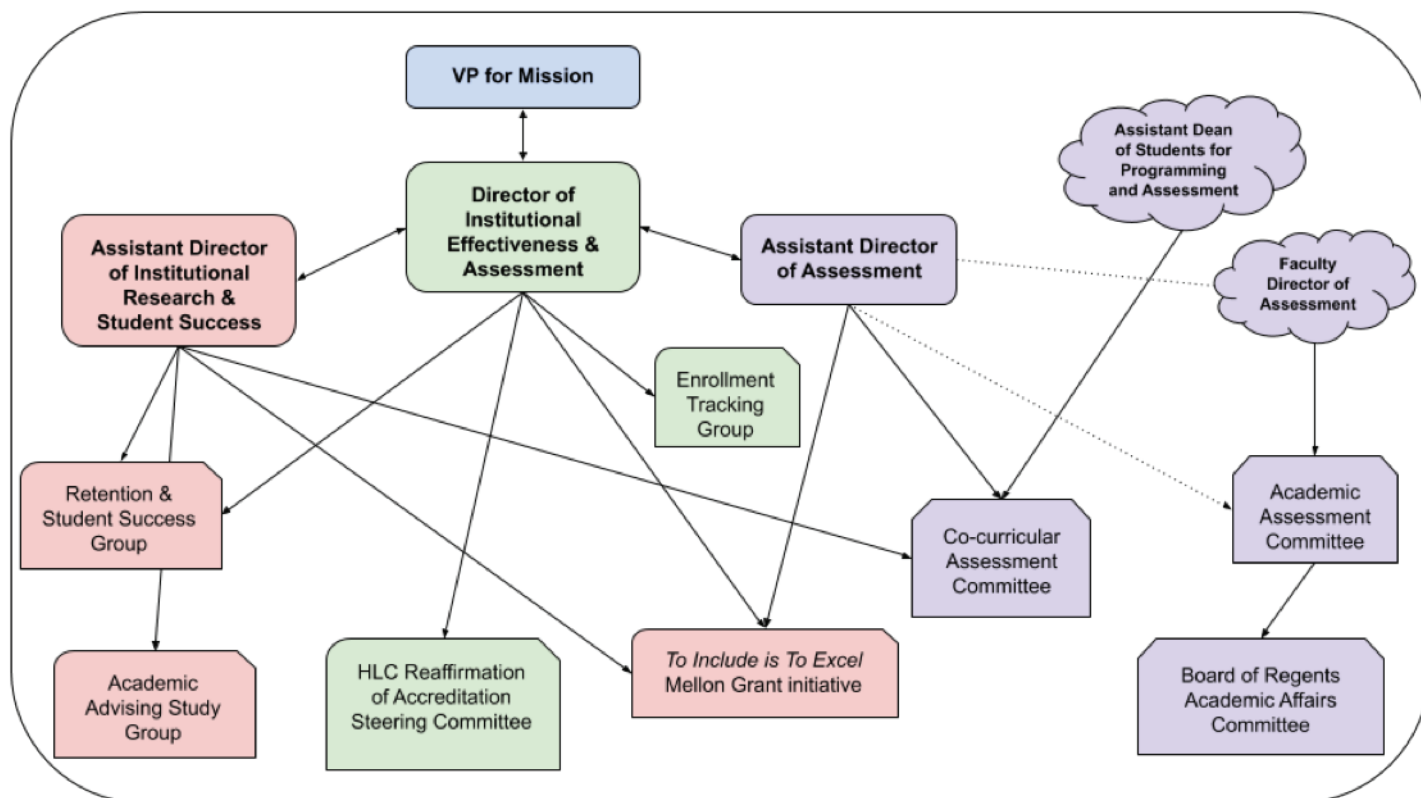 VP for Mission
Assistant Dean
of Students for
Programming
and Assessment
Director of
Institutional
Effectiveness &
Assessment
Assistant Director
of Institutional
Research &
Student Success
Assistant Director
of Assessment
Faculty
Director of
Assessment
Enrollment
Tracking
Group
Retention &
Student Success
Group
Co-curricular
Assessment
Committee
Academic
Assessment
Committee
Academic
Advising Study
Group
HLC Reaffirmation
of Accreditation
Steering Committee
To Include is To Excel
Mellon Grant initiative
Board of Regents
Academic Affairs
Committee